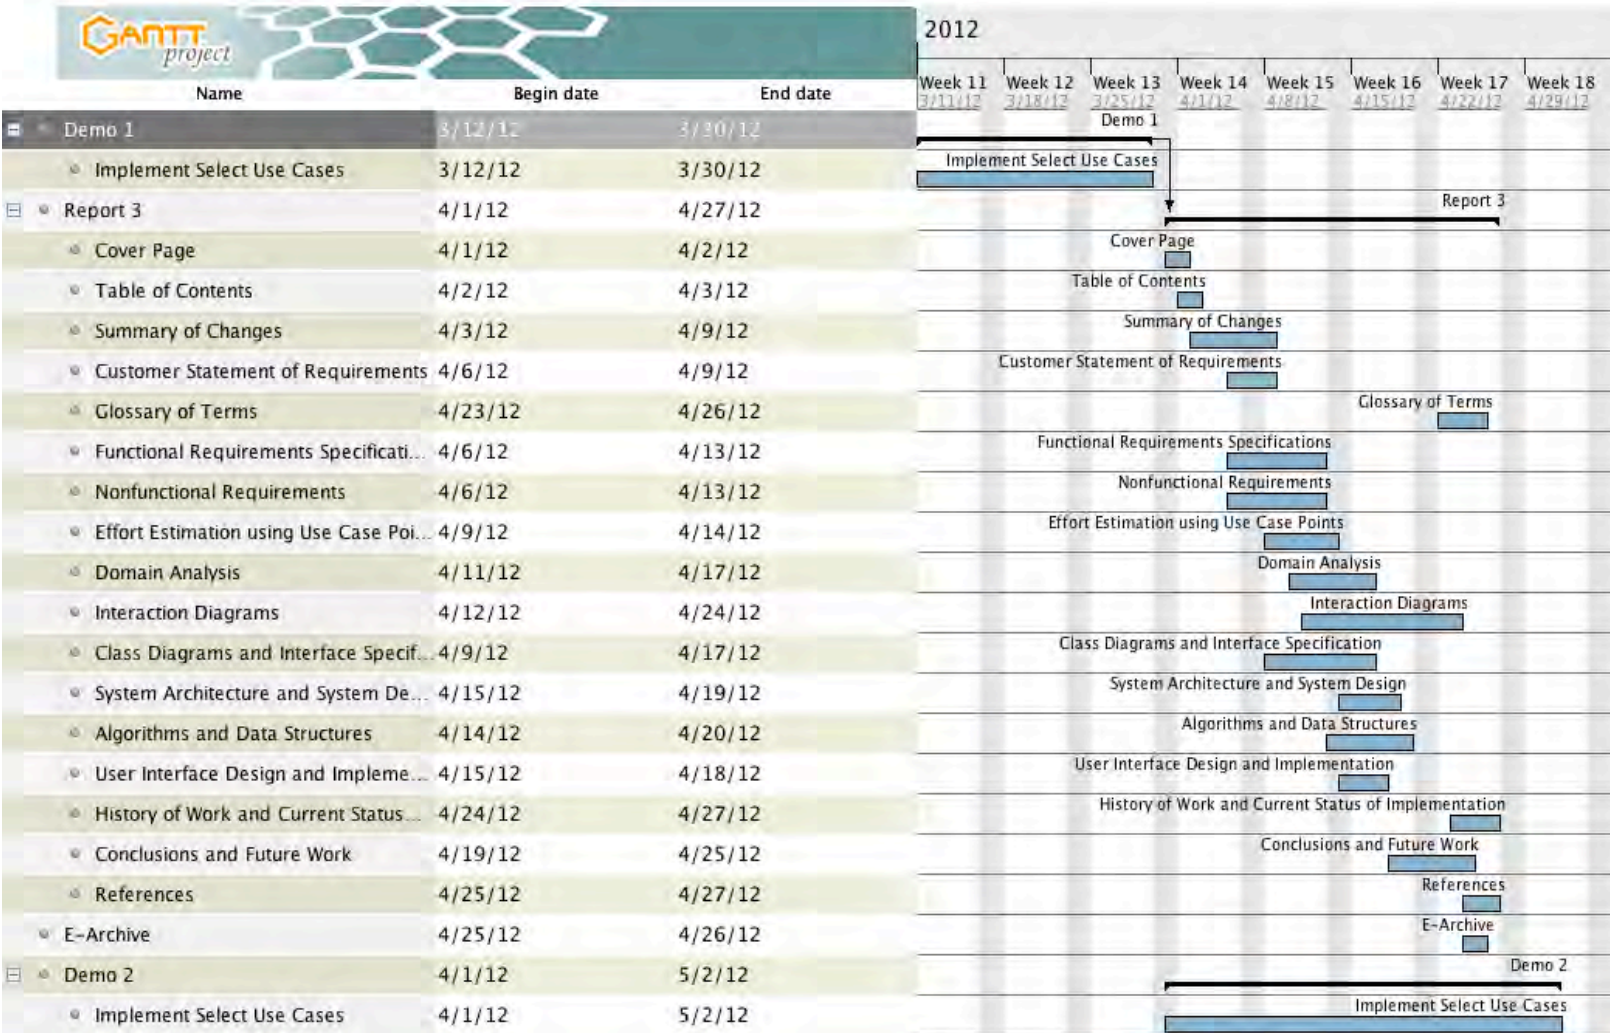 GANTT
project
2012
Week 11 Week 12 Week 13 Week 14 Week 15 Week 16 Week 17 Week 18
3/11/12 3/18/12 3/25/12 4/1/12 4/8/12 4/15/12 4/22/12 4/29/12
Name Begin date End date
Demo 1 3/12/12 3/30/12 Demo 1
Implement Select Use Cases 3/12/12 3/30/12 Implement Select Use Cases
Report 3 4/1/12 4/27/12 Report 3
Cover Page 4/1/12 4/2/12 Cover Page
Table of Contents 4/2/12 4/3/12 Table of Contents
Summary of Changes 4/3/12 4/9/12 Summary of Changes
Customer Statement of Requirements 4/6/12 4/9/12 Customer Statement of Requirements
Glossary of Terms 4/23/12 4/26/12 Glossary of Terms
Functional Requirements Specificati... 4/6/12 4/13/12 Functional Requirements Specifications
Nonfunctional Requirements 4/6/12 4/13/12 Nonfunctional Requirements
Effort Estimation using Use Case Poi... 4/9/12 4/14/12 Effort Estimation using Use Case Points
Domain Analysis 4/11/12 4/17/12 Domain Analysis
Interaction Diagrams 4/12/12 4/24/12 Interaction Diagrams
Class Diagrams and Interface Specif... 4/9/12 4/17/12 Class Diagrams and Interface Specification
System Architecture and System De... 4/15/12 4/19/12 System Architecture and System Design
Algorithms and Data Structures 4/14/12 4/20/12 Algorithms and Data Structures
User Interface Design and Impleme... 4/15/12 4/18/12 User Interface Design and Implementation
History of Work and Current Status... 4/24/12 4/27/12 History of Work and Current Status of Implementation
Conclusions and Future Work 4/19/12 4/25/12 Conclusions and Future Work
References 4/25/12 4/27/12 References
E-Archive 4/25/12 4/26/12 E-Archive
Demo 2 4/1/12 5/2/12 Demo 2
Implement Select Use Cases 4/1/12 5/2/12 Implement Select Use Cases